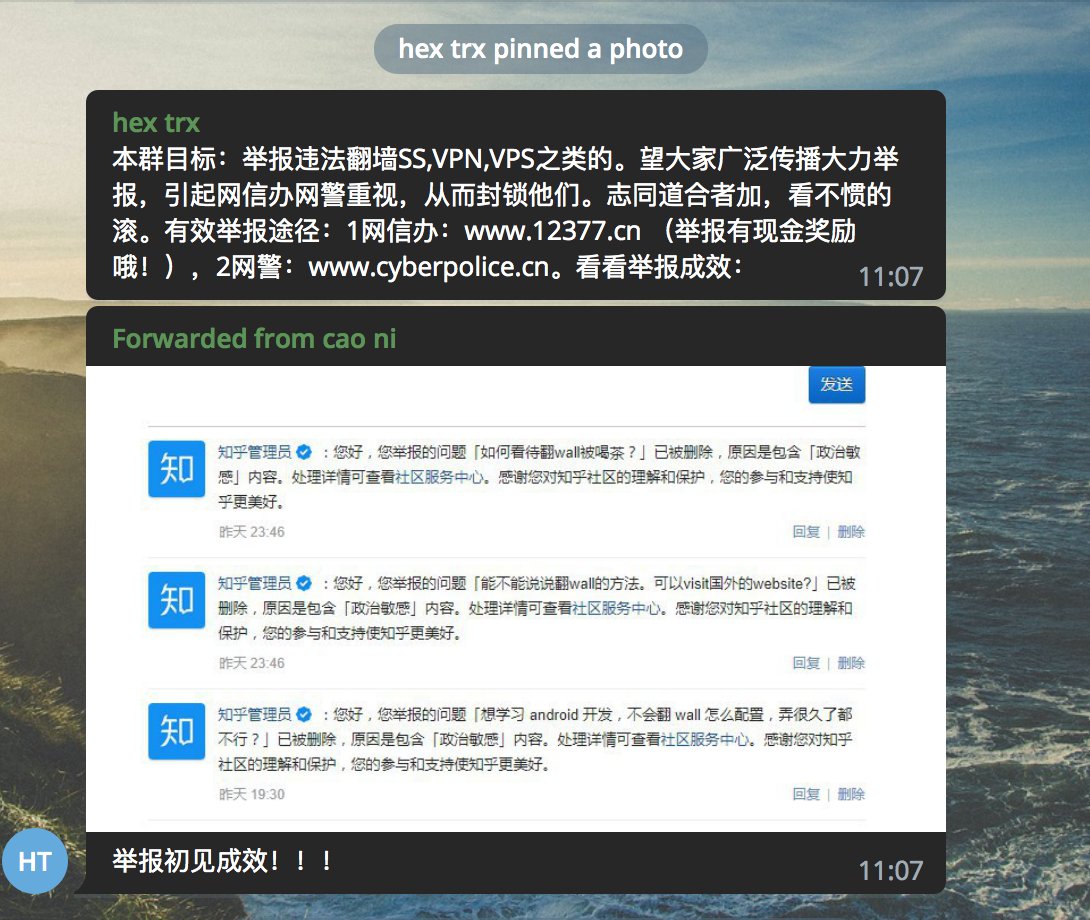 hex trx pinned a photo
hex trx
本群目标：举报违法翻墙SS,VPN,VPS之类的。望大家广泛传播大力举
报，引起网信办网警重视，从而封锁他们。志同道合者加，看不惯的
滚。有效举报途径：1网信办：www.12377.cn （举报有现金奖励
哦！），2网警：www.cyberpolice.cn。看看举报成效：
11:07
Forwarded from cao ni
发送
知
知乎管理员 ：您好，您举报的问题「如何看待翻wall被喝茶？」已被删除，原因是包含「政治敏
感」内容。处理详情可查看社区服务中心。感谢您对知乎社区的理解和保护，您的参与和支持使知
乎更美好。
昨天 23:46 回复 | 删除
知
知乎管理员 ：您好，您举报的问题「能不能说说翻wall的方法。可以visit国外的website?」已被
删除，原因是包含「政治敏感」内容。处理详情可查看社区服务中心。感谢您对知乎社区的理解和
保护，您的参与和支持使知乎更美好。
昨天 23:46 回复 | 删除
知
知乎管理员 ：您好，您举报的问题「想学习 android 开发，不会翻 wall 怎么配置，弄很久了都
不行？」已被删除，原因是包含「政治敏感」内容。处理详情可查看社区服务中心。感谢您对知乎
社区的理解和保护，您的参与和支持使知乎更美好。
昨天 19:30 回复 | 删除
HT
举报初见成效！！！
11:07